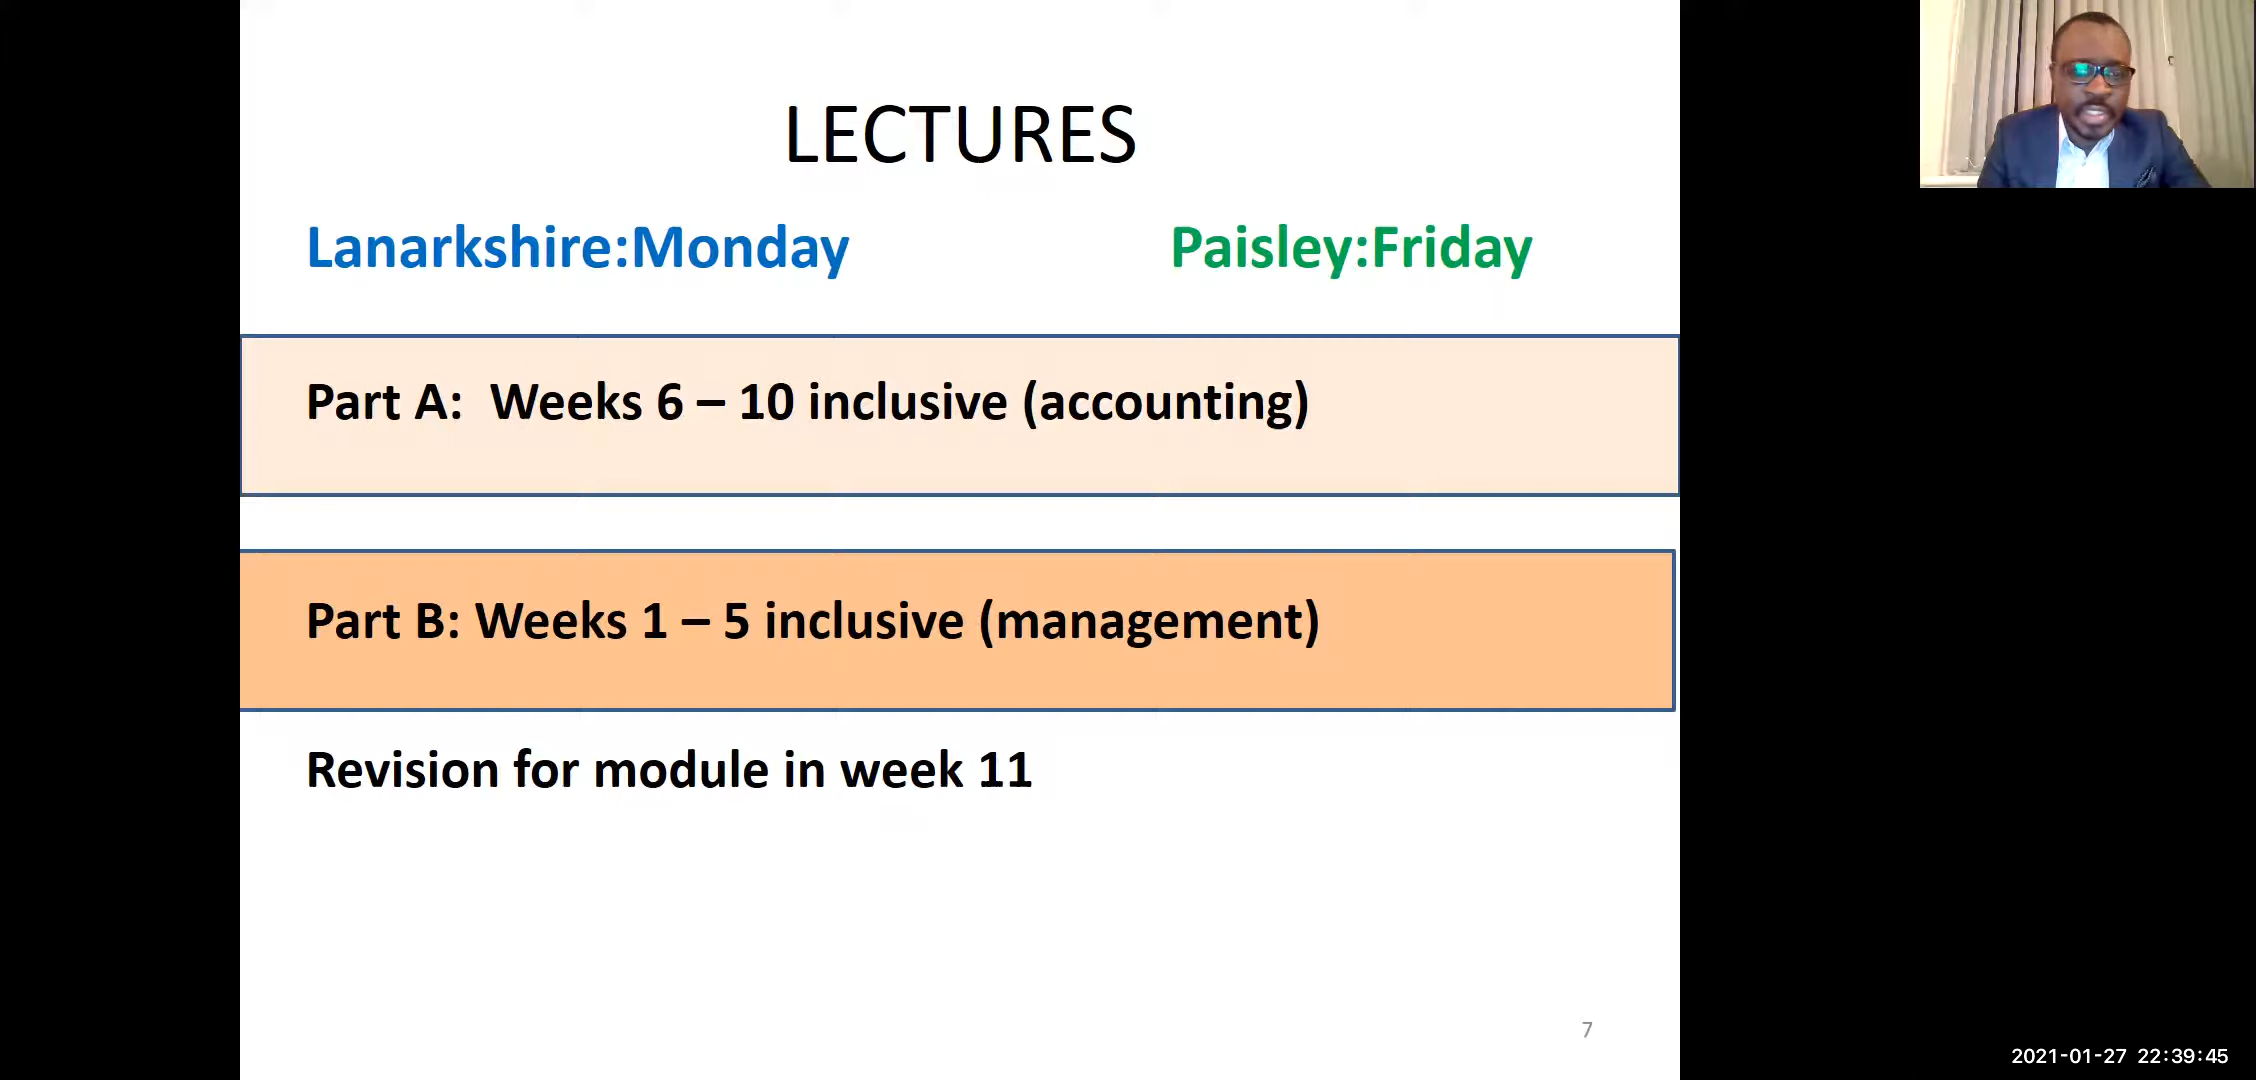 LECTURES
Lanarkshire:Monday Paisley:Friday
Part A: Weeks 6 – 10 inclusive (accounting)
Part B: Weeks 1 – 5 inclusive (management)
Revision for module in week 11
7
2021-01-27 22:39:45